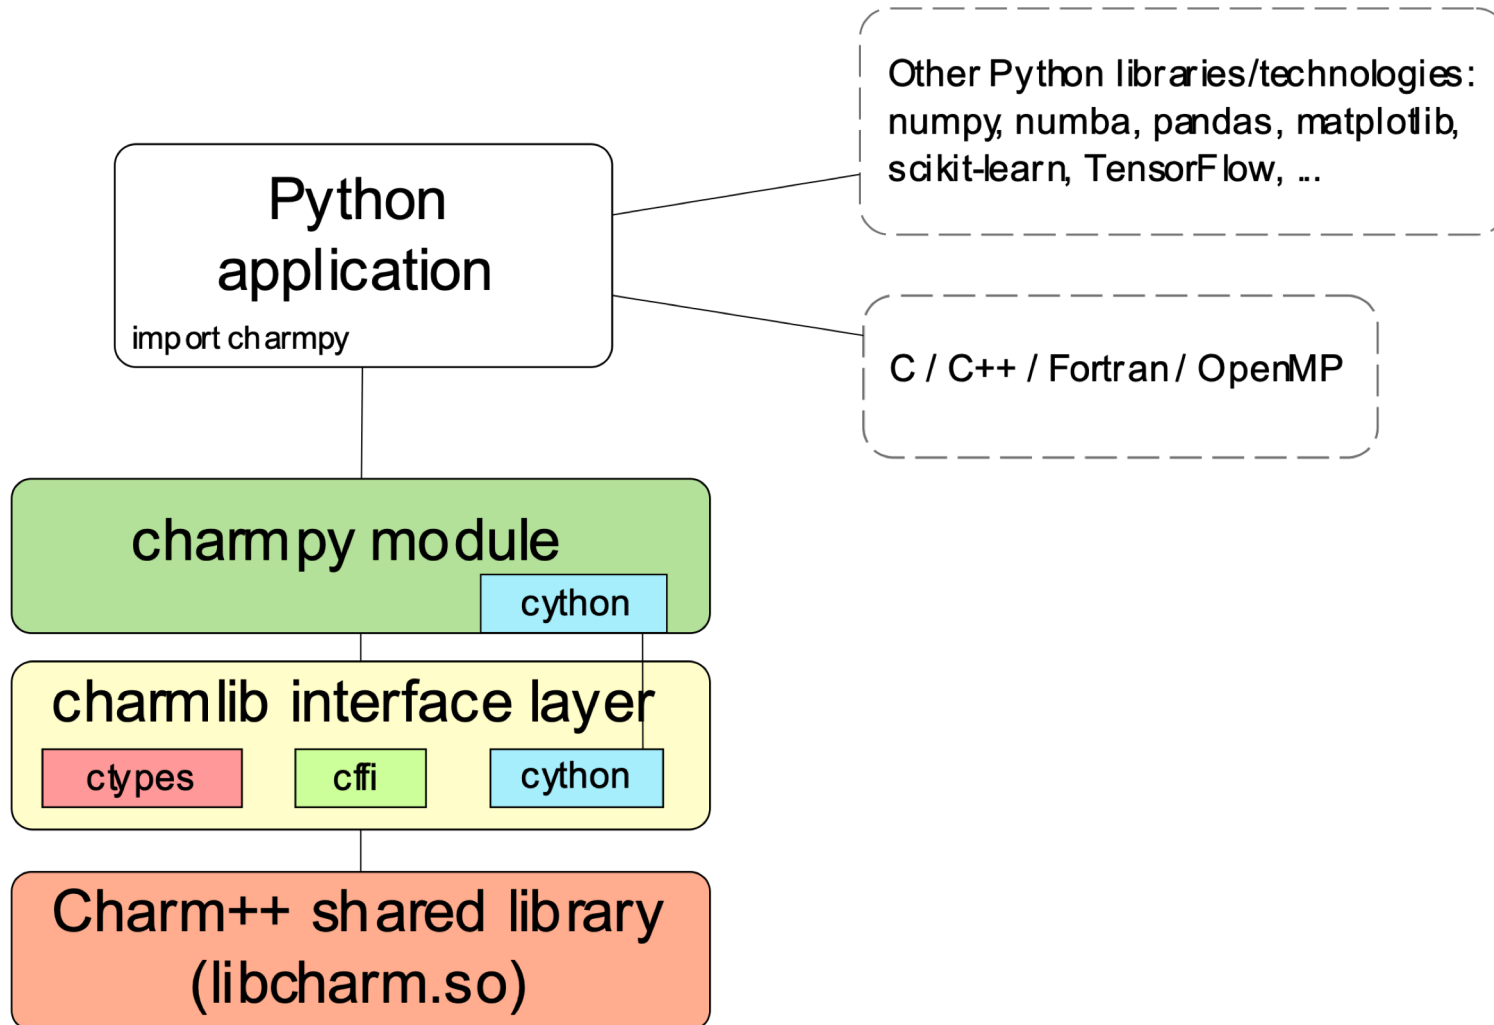 Python
application
import charmpy
Other Python libraries/technologies:
numpy, numba, pandas, matplotlib,
scikit-learn, TensorFlow, ...
C / C++ / Fortran / OpenMP
charmpy module
cython
charmlib interface layer
ctypes
cffi
cython
Charm++ shared library
(libcharm.so)